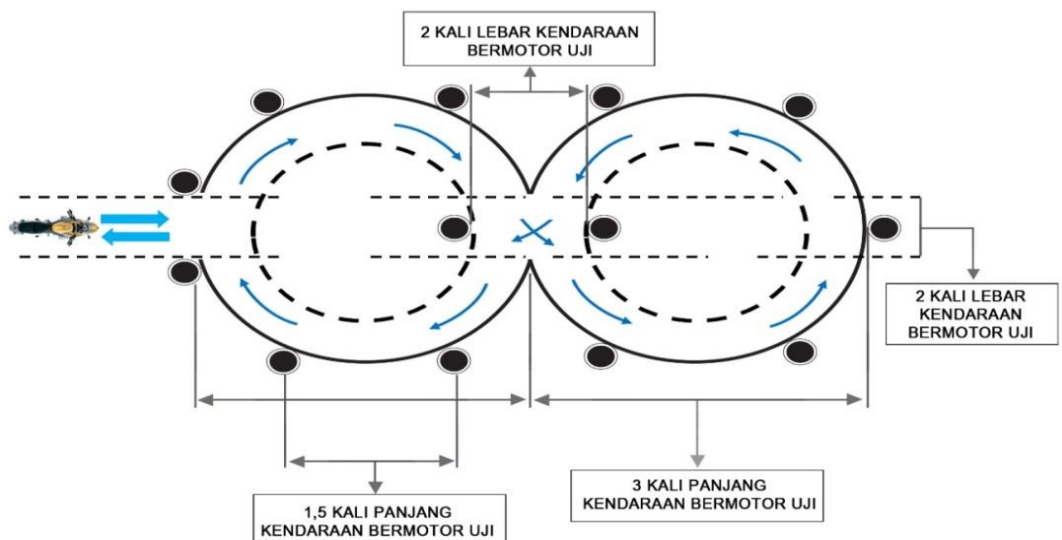 2 KALI LEBAR KENDARAAN
BERMOTOR UJI
2 KALI LEBAR
KENDARAAN
BERMOTOR UJI
3 KALI PANJANG
KENDARAAN BERMOTOR UJI
1,5 KALI PANJANG
KENDARAAN BERMOTOR UJI